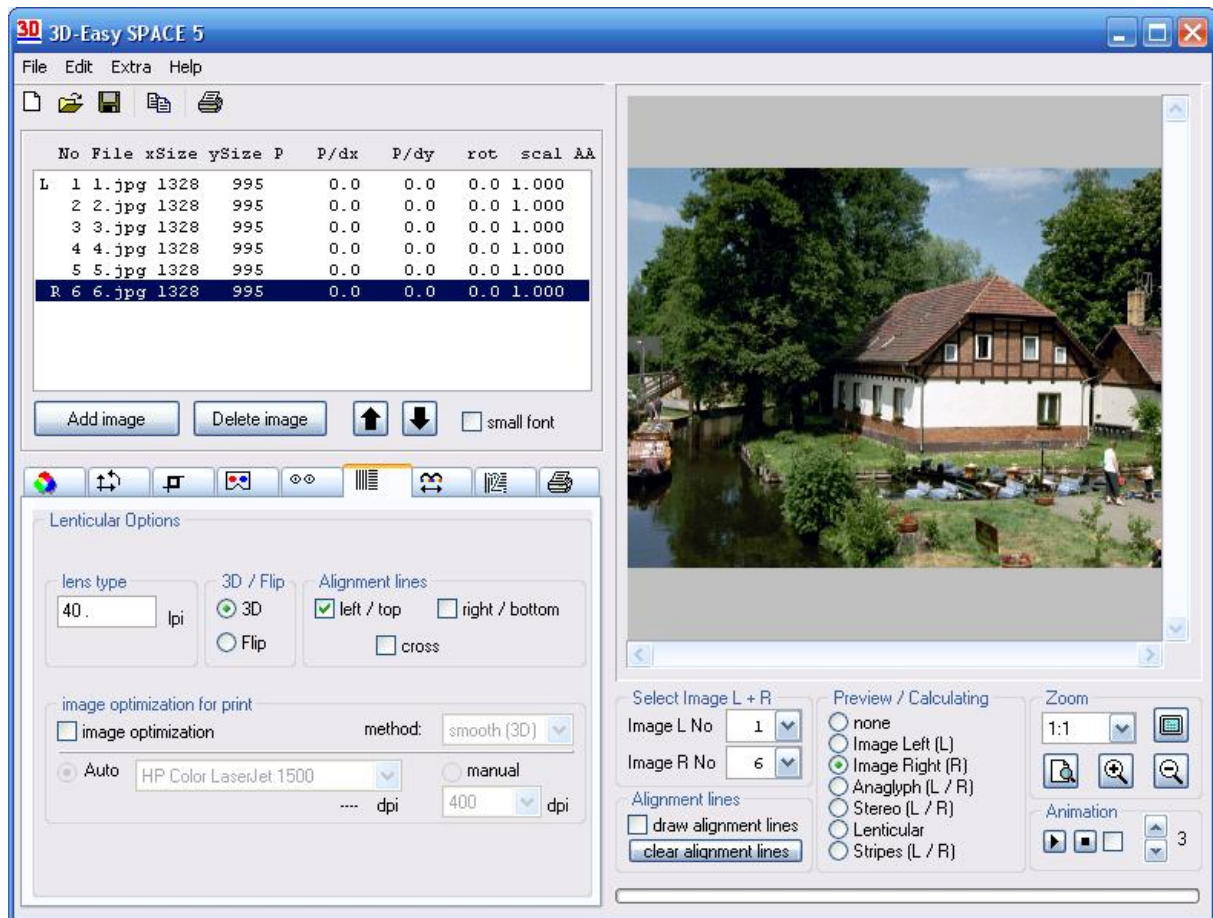 3D 3D-Easy SPACE 5
File Edit Extra Help
No File xSize ySize P P/dx P/dy rot scal AA
L 1 1.jpg 1328 995 0.0 0.0 0.0 1.000
2 2.jpg 1328 995 0.0 0.0 0.0 1.000
3 3.jpg 1328 995 0.0 0.0 0.0 1.000
4 4.jpg 1328 995 0.0 0.0 0.0 1.000
5 5.jpg 1328 995 0.0 0.0 0.0 1.000
R 6 6.jpg 1328 995 0.0 0.0 0.0 1.000
Add image Delete image small font
Lenticular Options
lens type
40. lpi
3D / Flip
3D
Flip
Alignment lines
left / top right / bottom
cross
image optimization for print
image optimization method: smooth (3D)
Auto HP Color LaserJet 1500 manual
---- dpi 400 dpi
Select Image L + R
Image L No 1
Image R No 6
Alignment lines
draw alignment lines
clear alignment lines
Preview / Calculating
none
Image Left (L)
Image Right (R)
Anaglyph (L / R)
Stereo (L / R)
Lenticular
Stripes (L / R)
Zoom
1:1
Animation
3